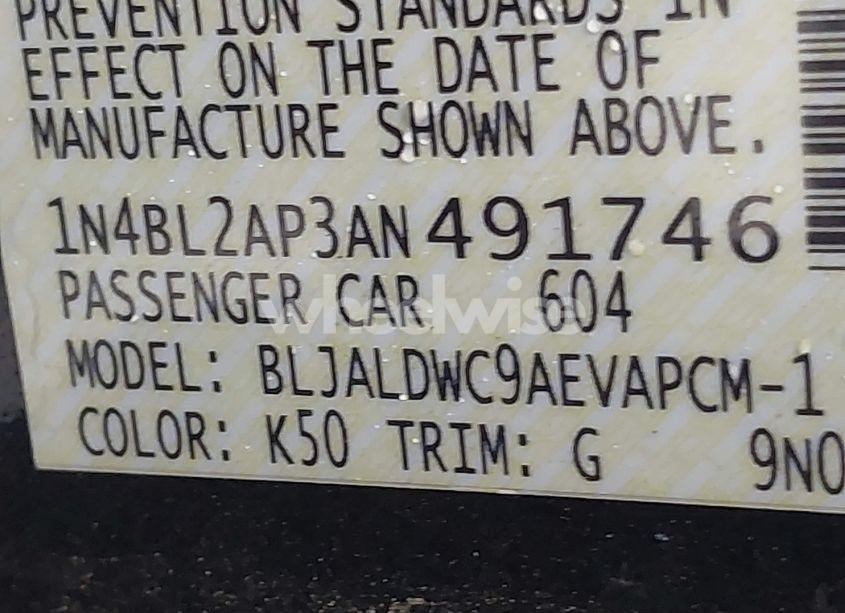 PREVENTION STANDARDS IN
EFFECT ON THE DATE OF
MANUFACTURE SHOWN ABOVE.
1N4BL2AP3AN491746
PASSENGER CAR 604
wheelwise
MODEL: BLJALDWC9AEVAPCM-1
COLOR: K50 TRIM: G 9N0